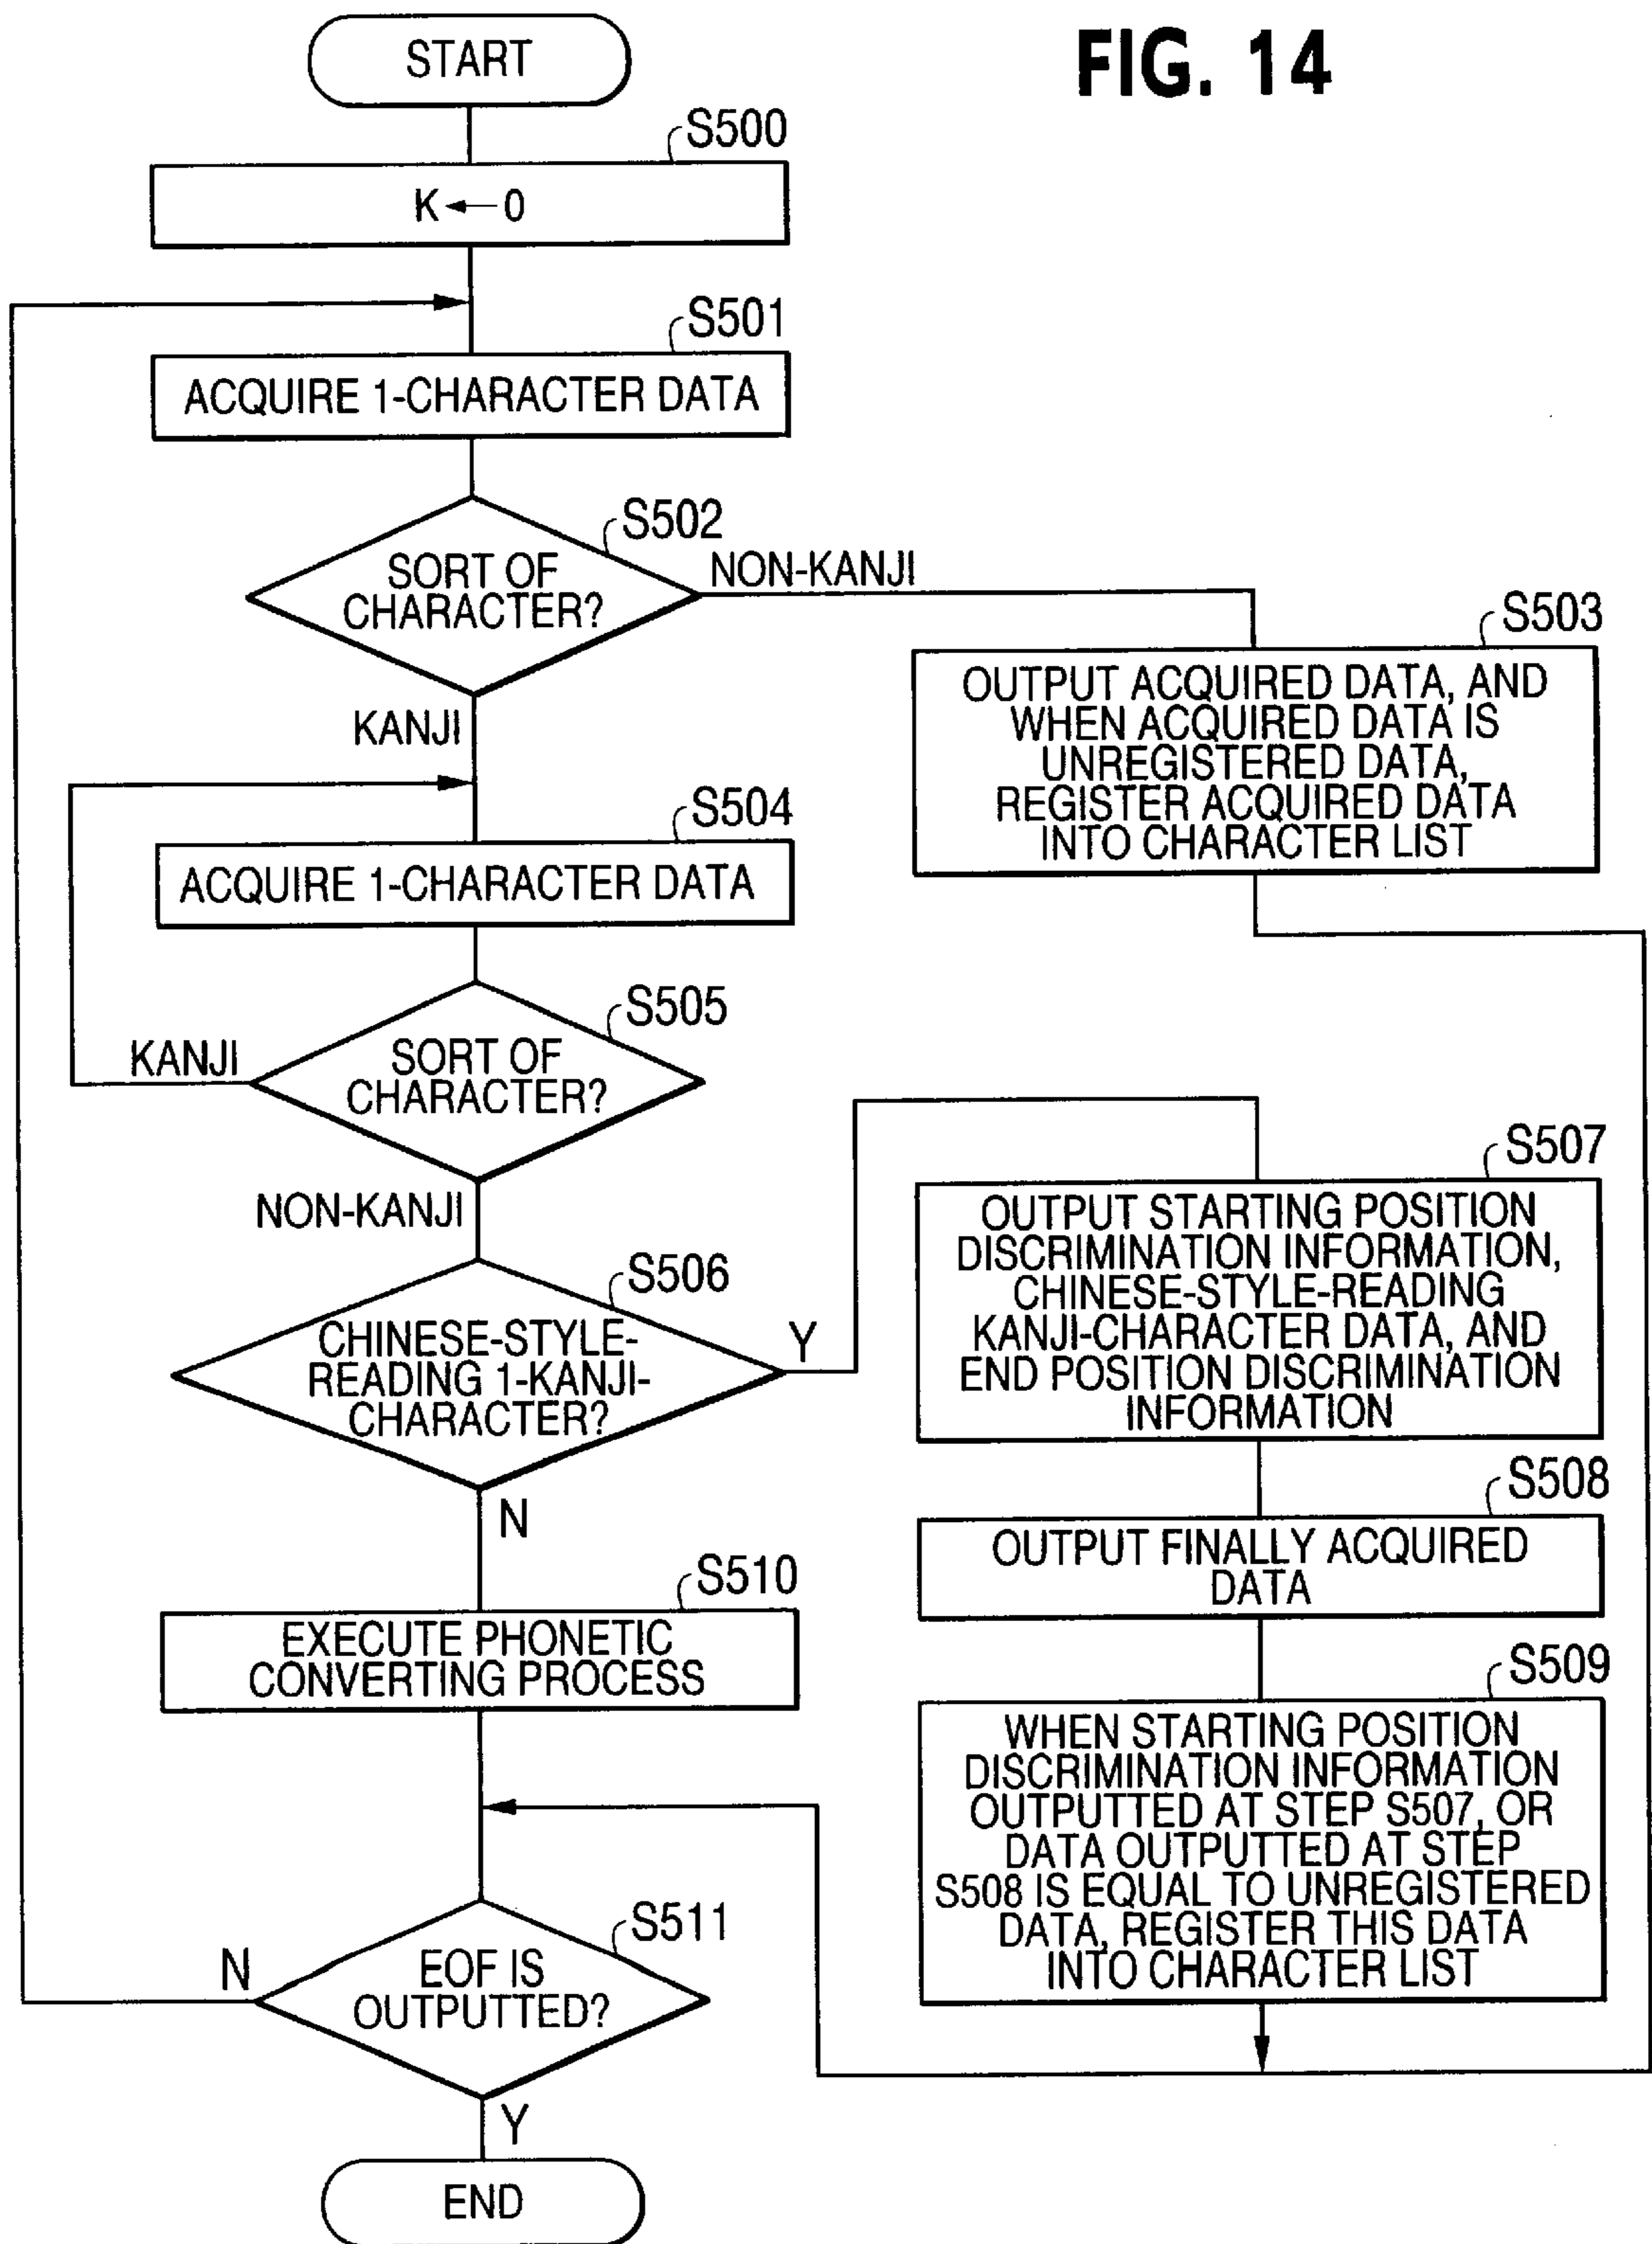 FIG. 14
START
S500
K ← 0
S501
ACQUIRE 1-CHARACTER DATA
S502
SORT OF
CHARACTER?
NON-KANJI
KANJI
S503
OUTPUT ACQUIRED DATA, AND
WHEN ACQUIRED DATA IS
UNREGISTERED DATA,
REGISTER ACQUIRED DATA
INTO CHARACTER LIST
S504
ACQUIRE 1-CHARACTER DATA
S505
SORT OF
CHARACTER?
KANJI
NON-KANJI
S506
CHINESE-STYLE-
READING 1-KANJI-
CHARACTER?
Y
N
S507
OUTPUT STARTING POSITION
DISCRIMINATION INFORMATION,
CHINESE-STYLE-READING
KANJI-CHARACTER DATA, AND
END POSITION DISCRIMINATION
INFORMATION
S508
OUTPUT FINALLY ACQUIRED
DATA
S509
WHEN STARTING POSITION
DISCRIMINATION INFORMATION
OUTPUTTED AT STEP S507, OR
DATA OUTPUTTED AT STEP
S508 IS EQUAL TO UNREGISTERED
DATA, REGISTER THIS DATA
INTO CHARACTER LIST
S510
EXECUTE PHONETIC
CONVERTING PROCESS
S511
EOF IS
OUTPUTTED?
N
Y
END